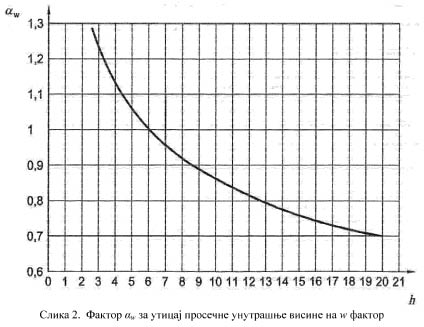 αw
1,3
1,2
1,1
1
0,9
0,8
0,7
0,6
0 1 2 3 4 5 6 7 8 9 10 11 12 13 14 15 16 17 18 19 20 21
h
Слика 2. Фактор αw за утицај просечне унутрашње висине на w фактор